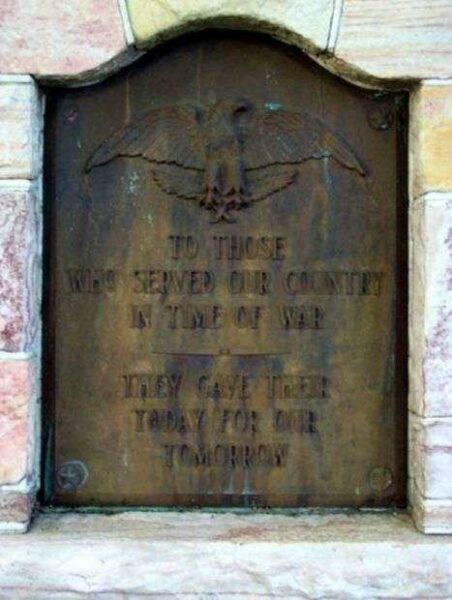 TO THOSE
WHO SERVED OUR COUNTRY
IN TIME OF WAR
THEY GAVE THEIR
TODAY FOR OUR
TOMORROW